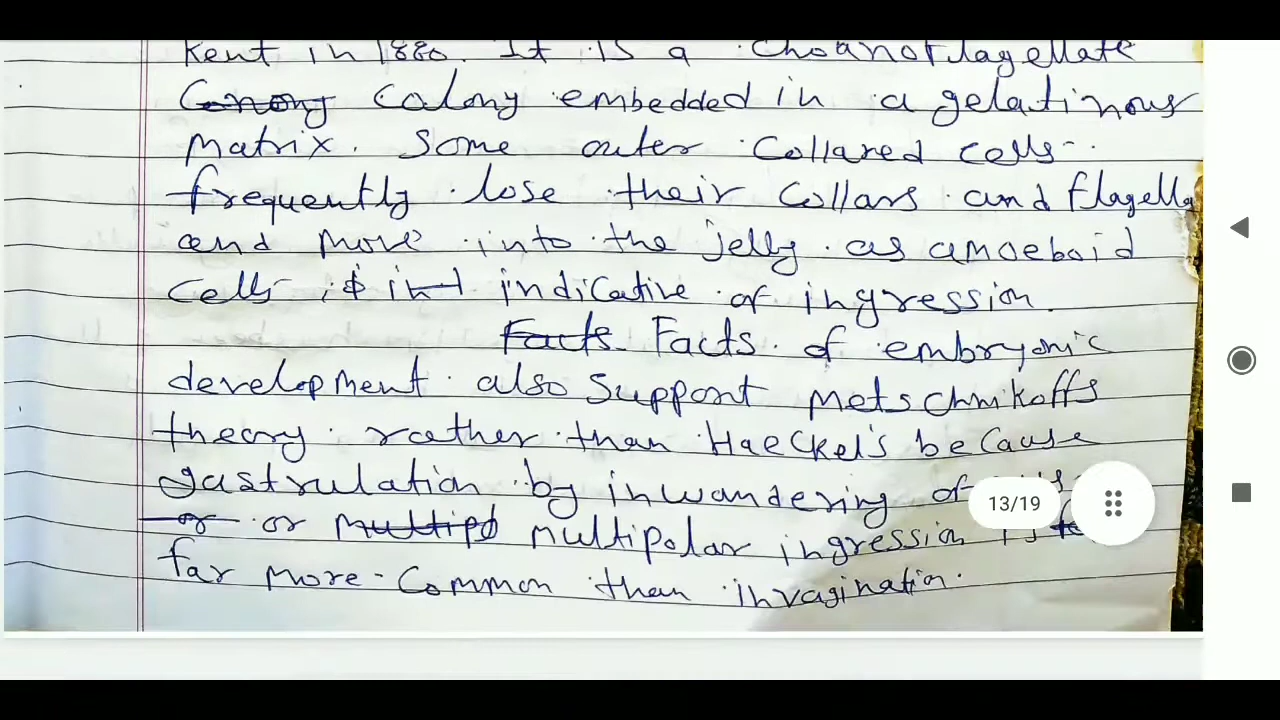 Kent in 1880. It is a Choanoflagellate
Colony embedded in a gelatinous
Matrix. Some outer Collared cells
frequently lose their Collars and flagella
and move into the jelly as amoeboid
cells is indicative of ingression.
Facts Facts of embryonic
development also Support Metschnikoffs
theory rather than Haeckel's because
gastrulation by inwandering of
13/19
or or multipolar ingression is
far more Common than invagination.